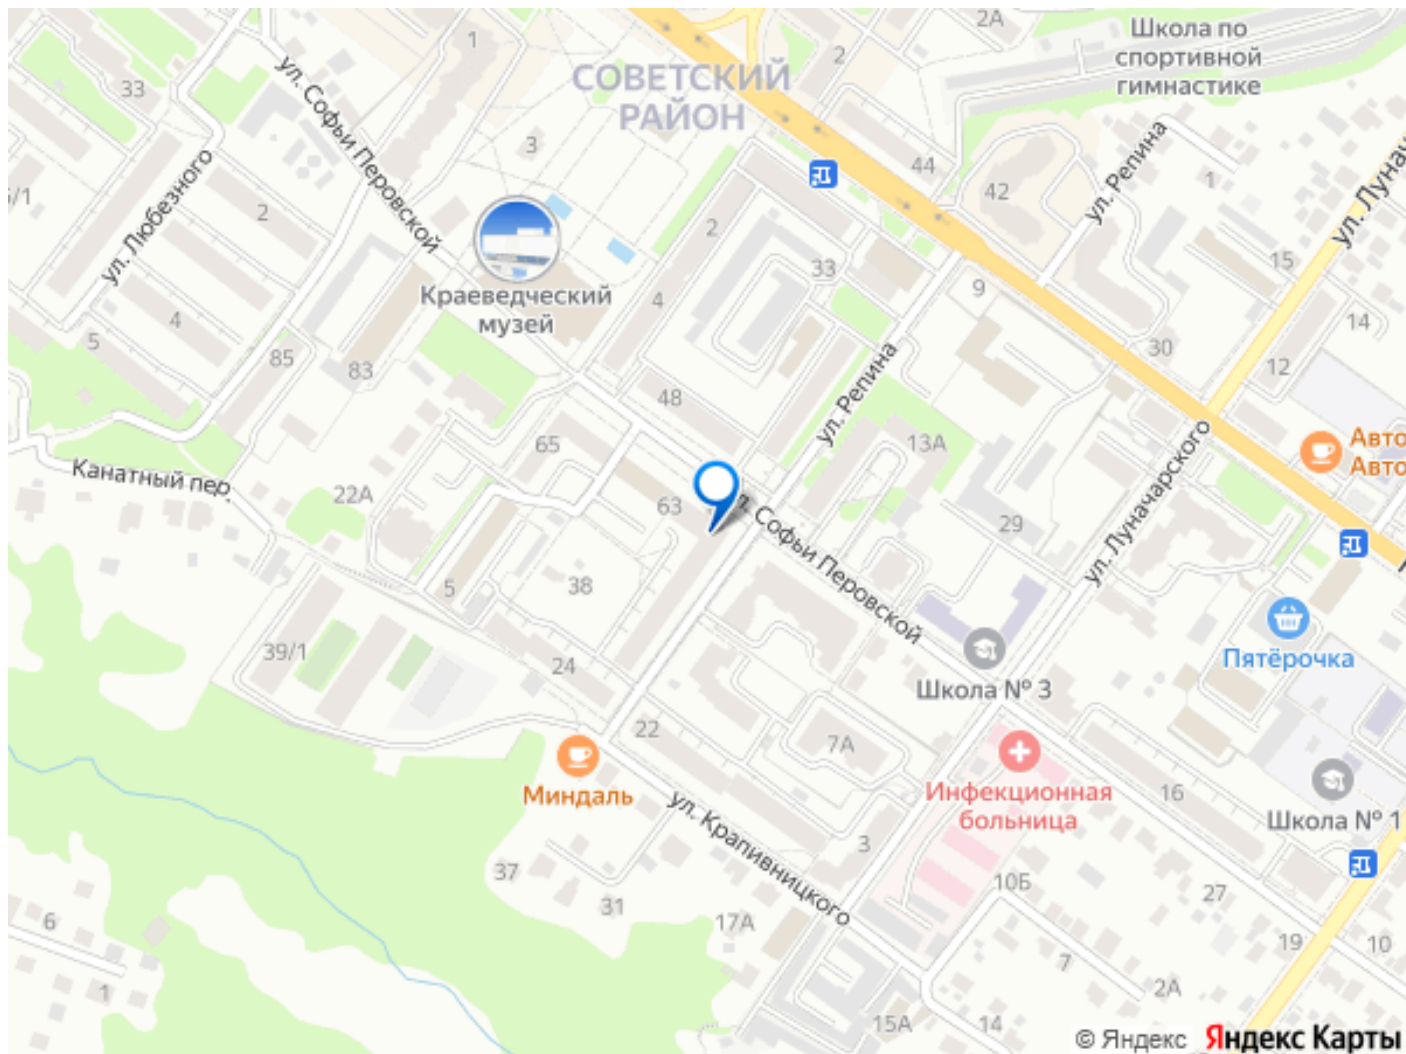 2А
Школа по
спортивной
гимнастике
1
2
СОВЕТСКИЙ
РАЙОН
33
ул. Софьи Перовской
3
44
42
ул. Репина
1
ул. Луначарского
ул. Любезного
2
2
15
33
9
4
Краеведческий
музей
4
14
5
85
83
30
12
48
ул. Репина
13А
65
Авто
Авто
Канатный пер.
22А
63
ул. Софьи Перовской
29
ул. Луначарского
5
38
39/1
24
Школа № 3
Пятёрочка
22
7А
Миндаль
Инфекционная
больница
16
Школа № 1
ул. Крапивницкого
3
37
31
17А
10Б
27
6
19
10
7
1
2А
15А
14
© Яндекс Яндекс Карты